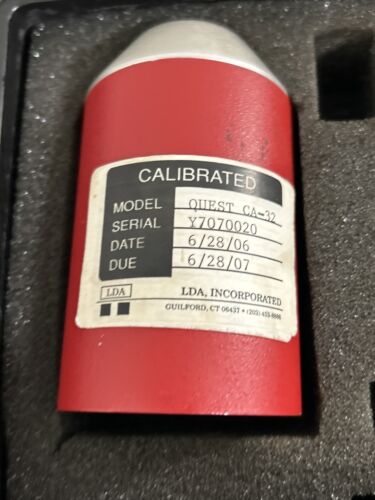 CALIBRATED
MODEL QUEST CA-32
SERIAL Y7070020
DATE 6/28/06
DUE 6/28/07
LDA LDA, INCORPORATED
GUILFORD, CT 06437 • (203)